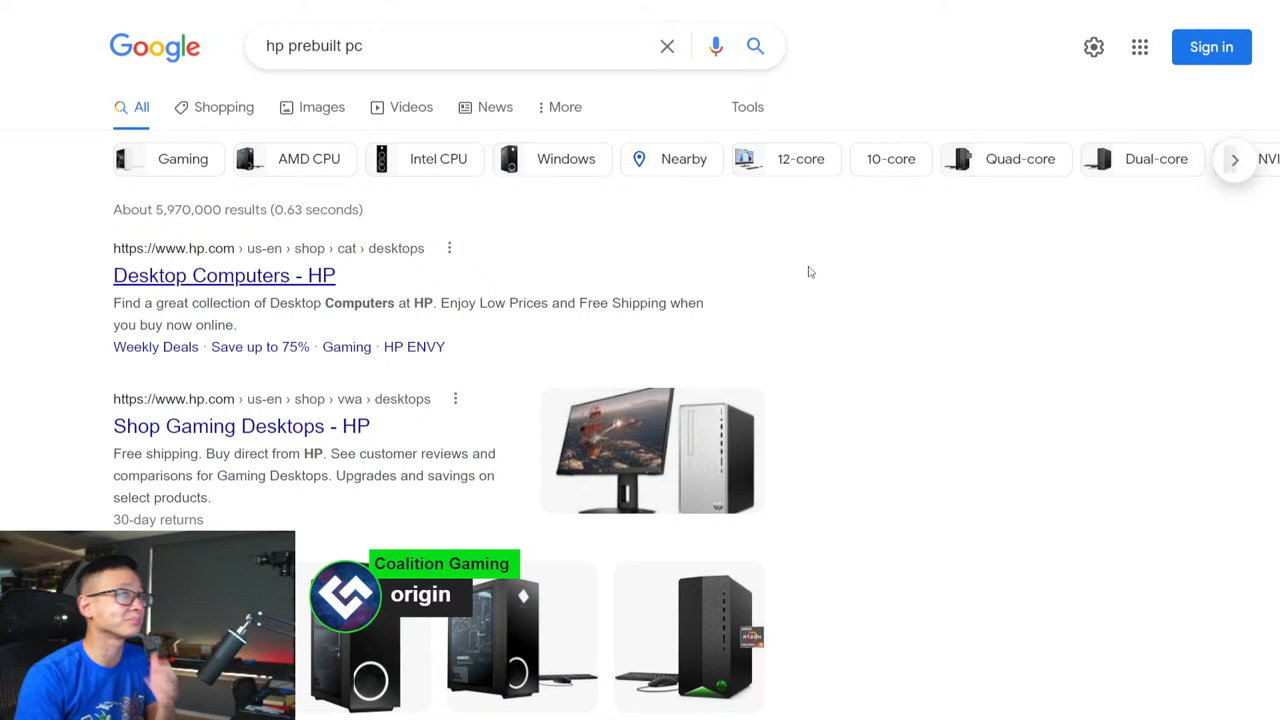 Google
hp prebuilt pc
Sign in
All
Shopping
Images
Videos
News
More
Tools
Gaming
AMD CPU
Intel CPU
Windows
Nearby
12-core
10-core
Quad-core
Dual-core
NVI
About 5,970,000 results (0.63 seconds)
https://www.hp.com › us-en › shop › cat › desktops
Desktop Computers - HP
Find a great collection of Desktop Computers at HP. Enjoy Low Prices and Free Shipping when
you buy now online.
Weekly Deals · Save up to 75% · Gaming · HP ENVY
https://www.hp.com › us-en › shop › vwa › desktops
Shop Gaming Desktops - HP
Free shipping. Buy direct from HP. See customer reviews and
comparisons for Gaming Desktops. Upgrades and savings on
select products.
30-day returns
Coalition Gaming
origin
RYZEN